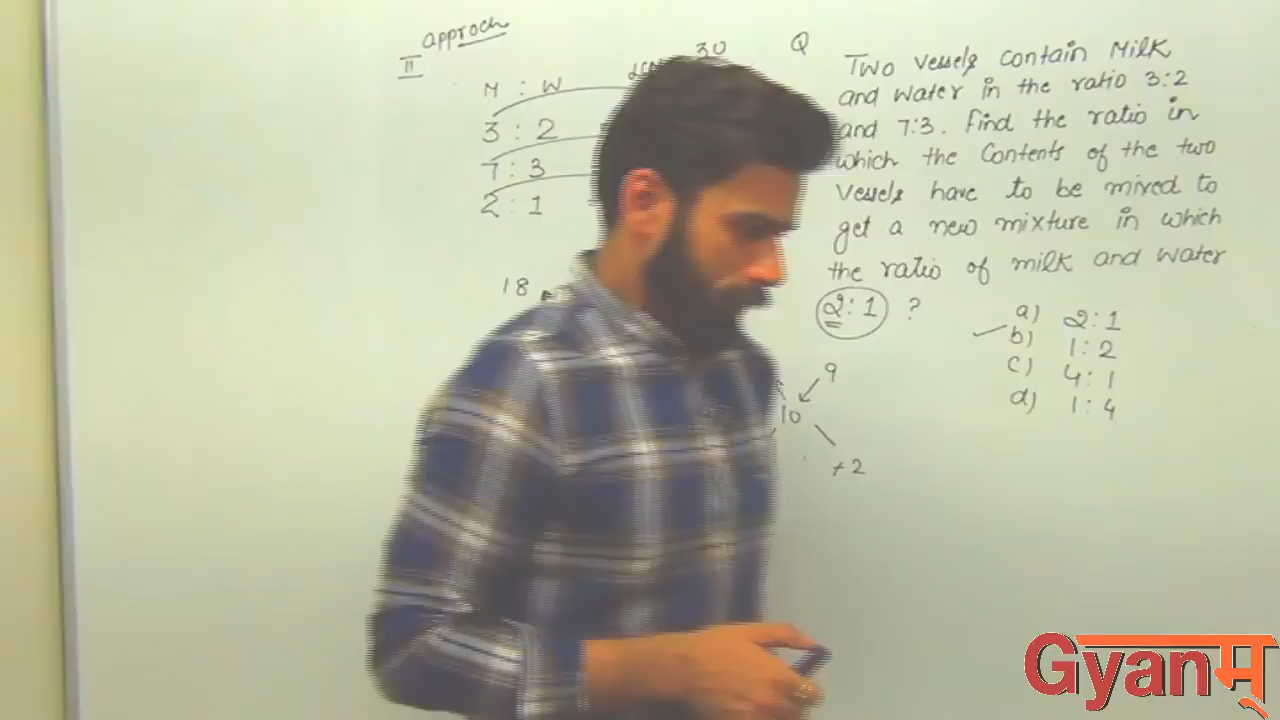 II approch
M : W
3 : 2
7 : 3
2 : 1
30
18
Q
Two vessels contain Milk
and water in the ratio 3:2
and 7:3. Find the ratio in
which the contents of the two
vessels have to be mixed to
get a new mixture in which
the ratio of milk and water
2:1 ?
a) 2:1
b) 1:2
c) 4:1
d) 1:4
9
10
+2
Gyanम्